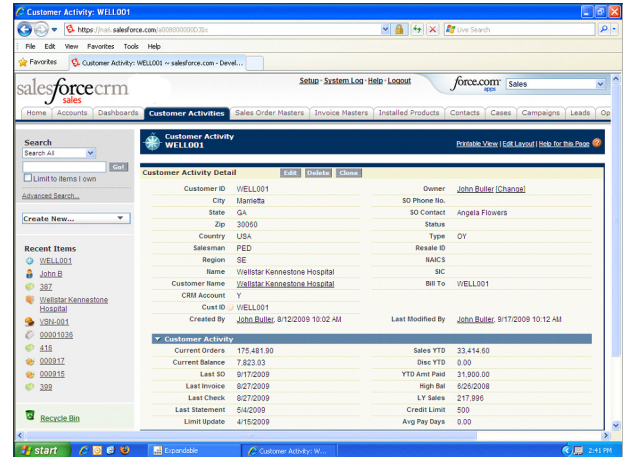 Customer Activity: WELL001
https://na6.salesforce.com/a009800000D3Iic
Live Search
File Edit View Favorites Tools Help
Favorites Customer Activity: WELL001 ~ salesforce.com - Devel...
salesforcecrm
sales
Setup · System Log · Help · Logout
force.com
apps
Sales
Home Accounts Dashboards Customer Activities Sales Order Masters Invoice Masters Installed Products Contacts Cases Campaigns Leads Op
Search
Search All
Go!
Limit to items I own
Advanced Search...
Create New...
Recent Items
WELL001
John B
387
Wellstar Kennestone
Hospital
VSN-001
00001036
418
000917
000915
399
Recycle Bin
Customer Activity
WELL001
Printable View | Edit Layout | Help for this Page
Customer Activity Detail Edit Delete Clone
Customer ID WELL001 Owner John Buller [Change]
City Marrietta SO Phone No.
State GA SO Contact Angela Flowers
Zip 30060 Status
Country USA Type OY
Salesman PED Resale ID
Region SE NAICS
Name Wellstar Kennestone Hospital SIC
Customer Name Wellstar Kennestone Hospital Bill To WELL001
CRM Account Y
Cust ID WELL001
Created By John Buller, 8/12/2009 10:02 AM Last Modified By John Buller, 9/17/2009 10:12 AM
Customer Activity
Current Orders 175,481.90 Sales YTD 33,414.60
Current Balance 7,823.03 Disc YTD 0.00
Last SO 9/17/2009 YTD Amt Paid 31,900.00
Last Invoice 8/27/2009 High Bal 6/26/2008
Last Check 8/27/2009 LY Sales 217,996
Last Statement 5/4/2009 Credit Limit 500
Limit Update 4/15/2009 Avg Pay Days 0.00
start
Expandable
Customer Activity: W...
2:41 PM